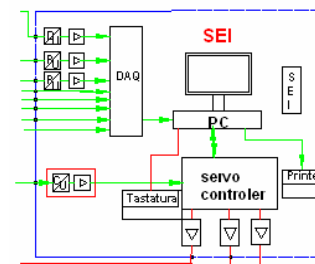 SEI
DAQ
S
E
I
PC
servo
controler
Printe
Tastatura